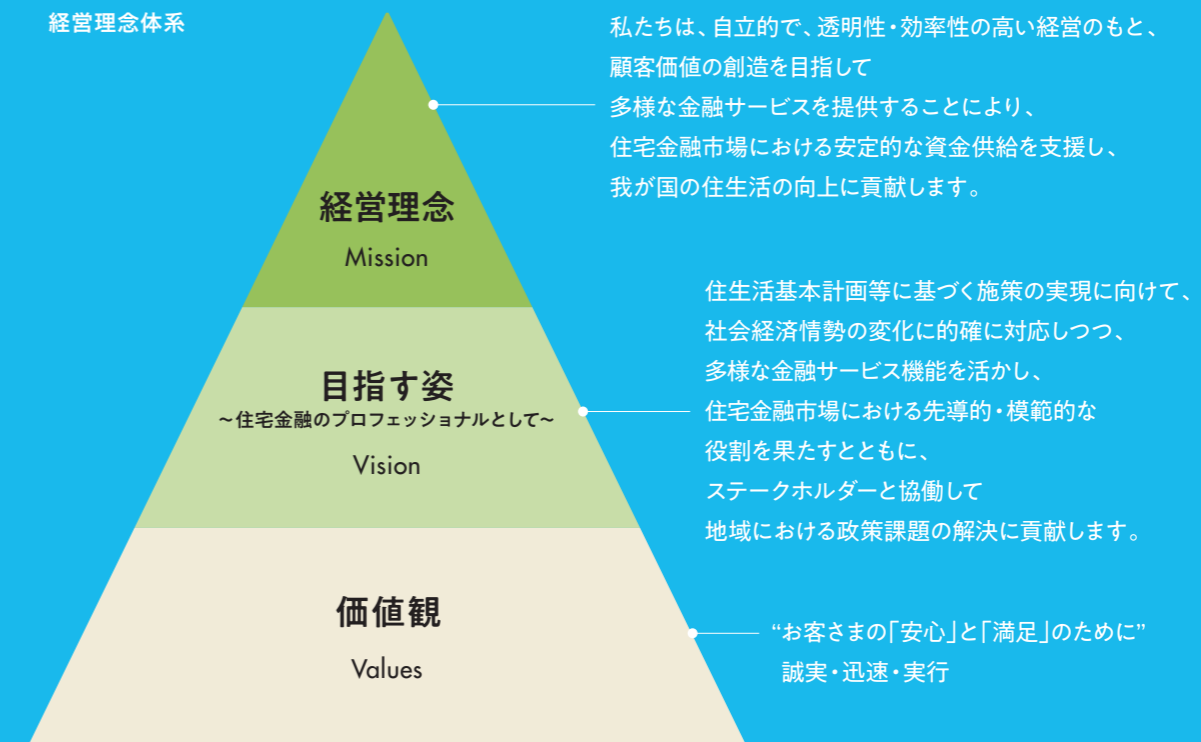 経営理念体系
経営理念
Mission
私たちは、自立的で、透明性・効率性の高い経営のもと、
顧客価値の創造を目指して
多様な金融サービスを提供することにより、
住宅金融市場における安定的な資金供給を支援し、
我が国の住生活の向上に貢献します。
目指す姿
～住宅金融のプロフェッショナルとして～
Vision
住生活基本計画等に基づく施策の実現に向けて、
社会経済情勢の変化に的確に対応しつつ、
多様な金融サービス機能を活かし、
住宅金融市場における先導的・模範的な
役割を果たすとともに、
ステークホルダーと協働して
地域における政策課題の解決に貢献します。
価値観
Values
“お客さまの「安心」と「満足」のために”
誠実・迅速・実行